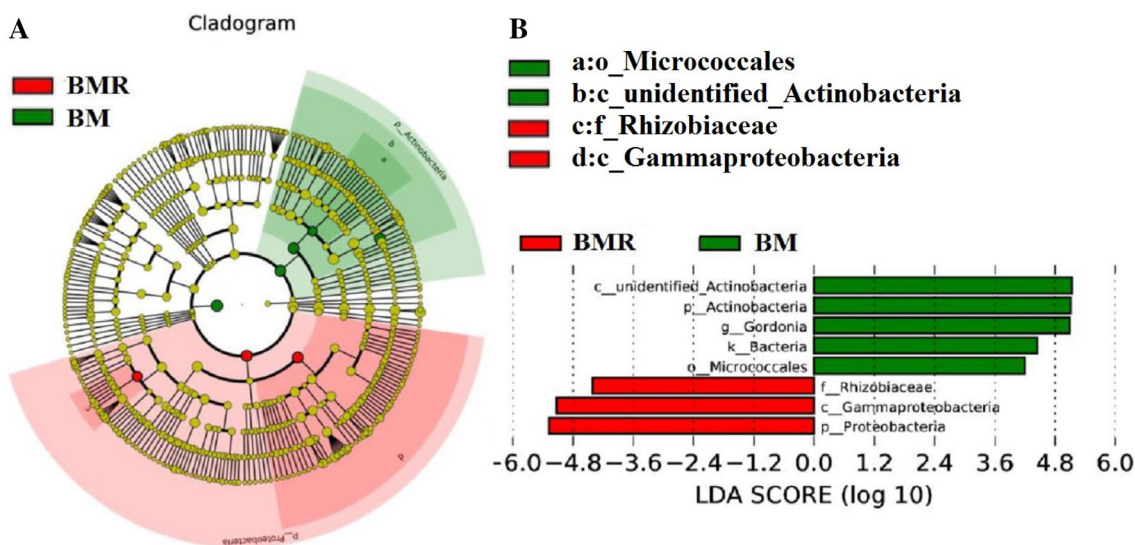 A
Cladogram
BMR
BM
p__Actinobacteria
b
a
c
d
p__Proteobacteria
B
a:o_Micrococcales
b:c_unidentified_Actinobacteria
c:f_Rhizobiaceae
d:c_Gammaproteobacteria
BMR
BM
c__unidentified_Actinobacteria
p__Actinobacteria
g__Gordonia
k__Bacteria
o__Micrococcales
f__Rhizobiaceae
c__Gammaproteobacteria
p__Proteobacteria
-6.0 -4.8 -3.6 -2.4 -1.2 0.0 1.2 2.4 3.6 4.8 6.0
LDA SCORE (log 10)